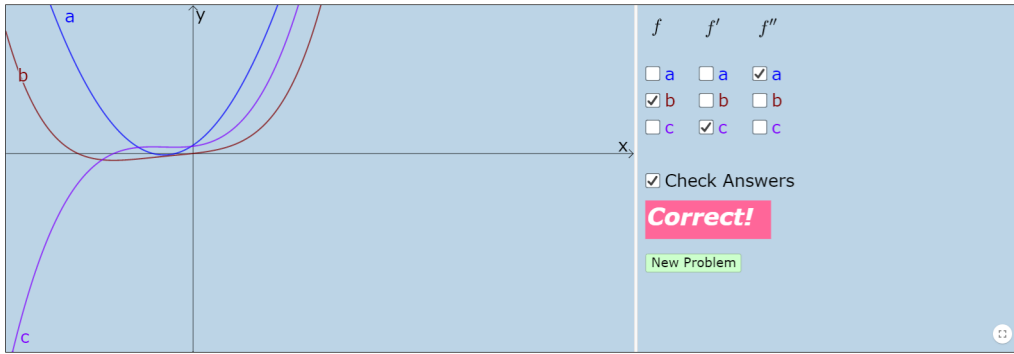 a
y
b
x
c
f f′ f″
a a a
b b b
c c c
Check Answers
Correct!
New Problem